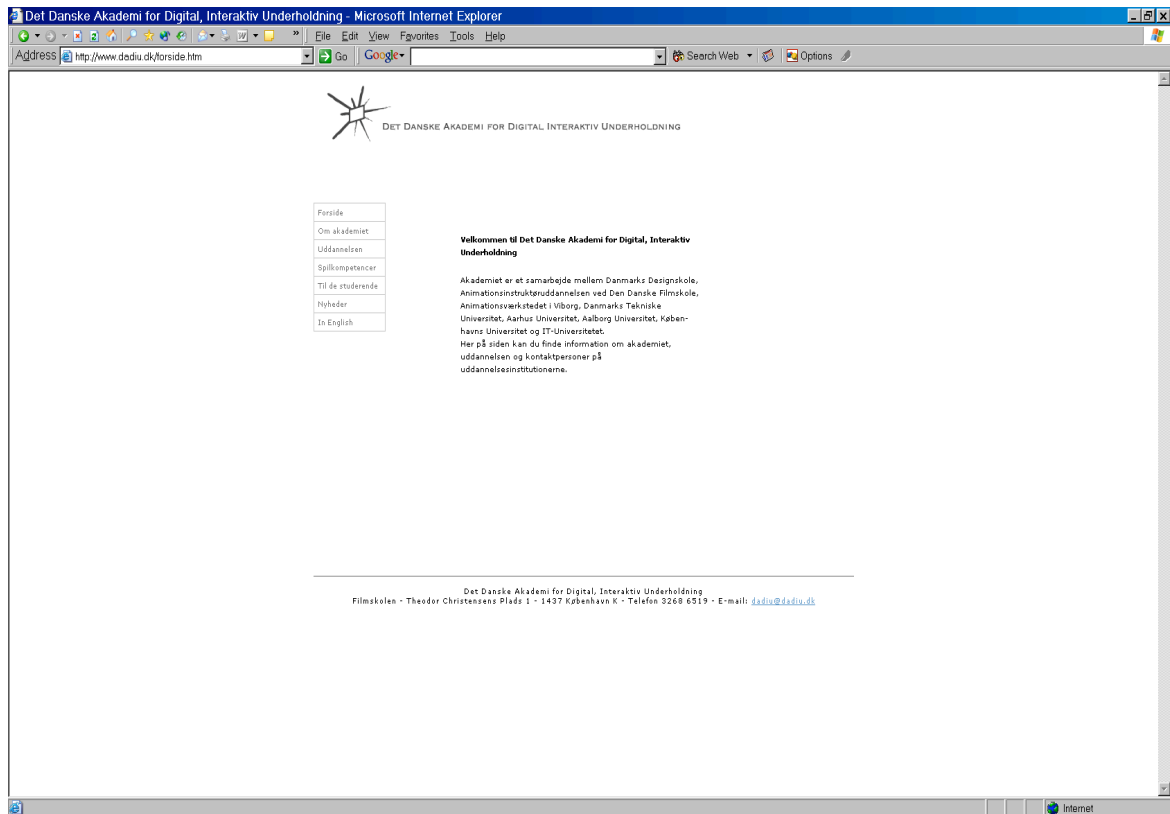 Det Danske Akademi for Digital, Interaktiv Underholdning - Microsoft Internet Explorer
» File Edit View Favorites Tools Help
Address http://www.dadiu.dk/forside.htm Go Google Search Web Options
DET DANSKE AKADEMI FOR DIGITAL INTERAKTIV UNDERHOLDNING
Forside
Om akademiet
Uddannelsen
Spilkompetencer
Til de studerende
Nyheder
In English
Velkommen til Det Danske Akademi for Digital, Interaktiv
Underholdning
Akademiet er et samarbejde mellem Danmarks Designskole,
Animationsinstruktøruddannelsen ved Den Danske Filmskole,
Animationsværkstedet i Viborg, Danmarks Tekniske
Universitet, Aarhus Universitet, Aalborg Universitet, Køben-
havns Universitet og IT-Universitetet.
Her på siden kan du finde information om akademiet,
uddannelsen og kontaktpersoner på
uddannelsesinstitutionerne.
Det Danske Akademi for Digital, Interaktiv Underholdning
Filmskolen - Theodor Christensens Plads 1 - 1437 København K - Telefon 3268 6519 - E-mail: dadiu@dadiu.dk
Internet